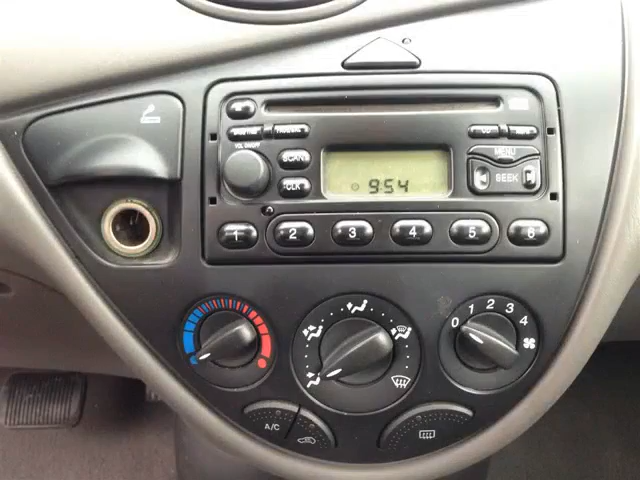 VOL ON/OFF
SCAN
CLK
CD
MENU
SEEK
9:54
1 2 3 4 5 6
0 1 2 3 4
A/C